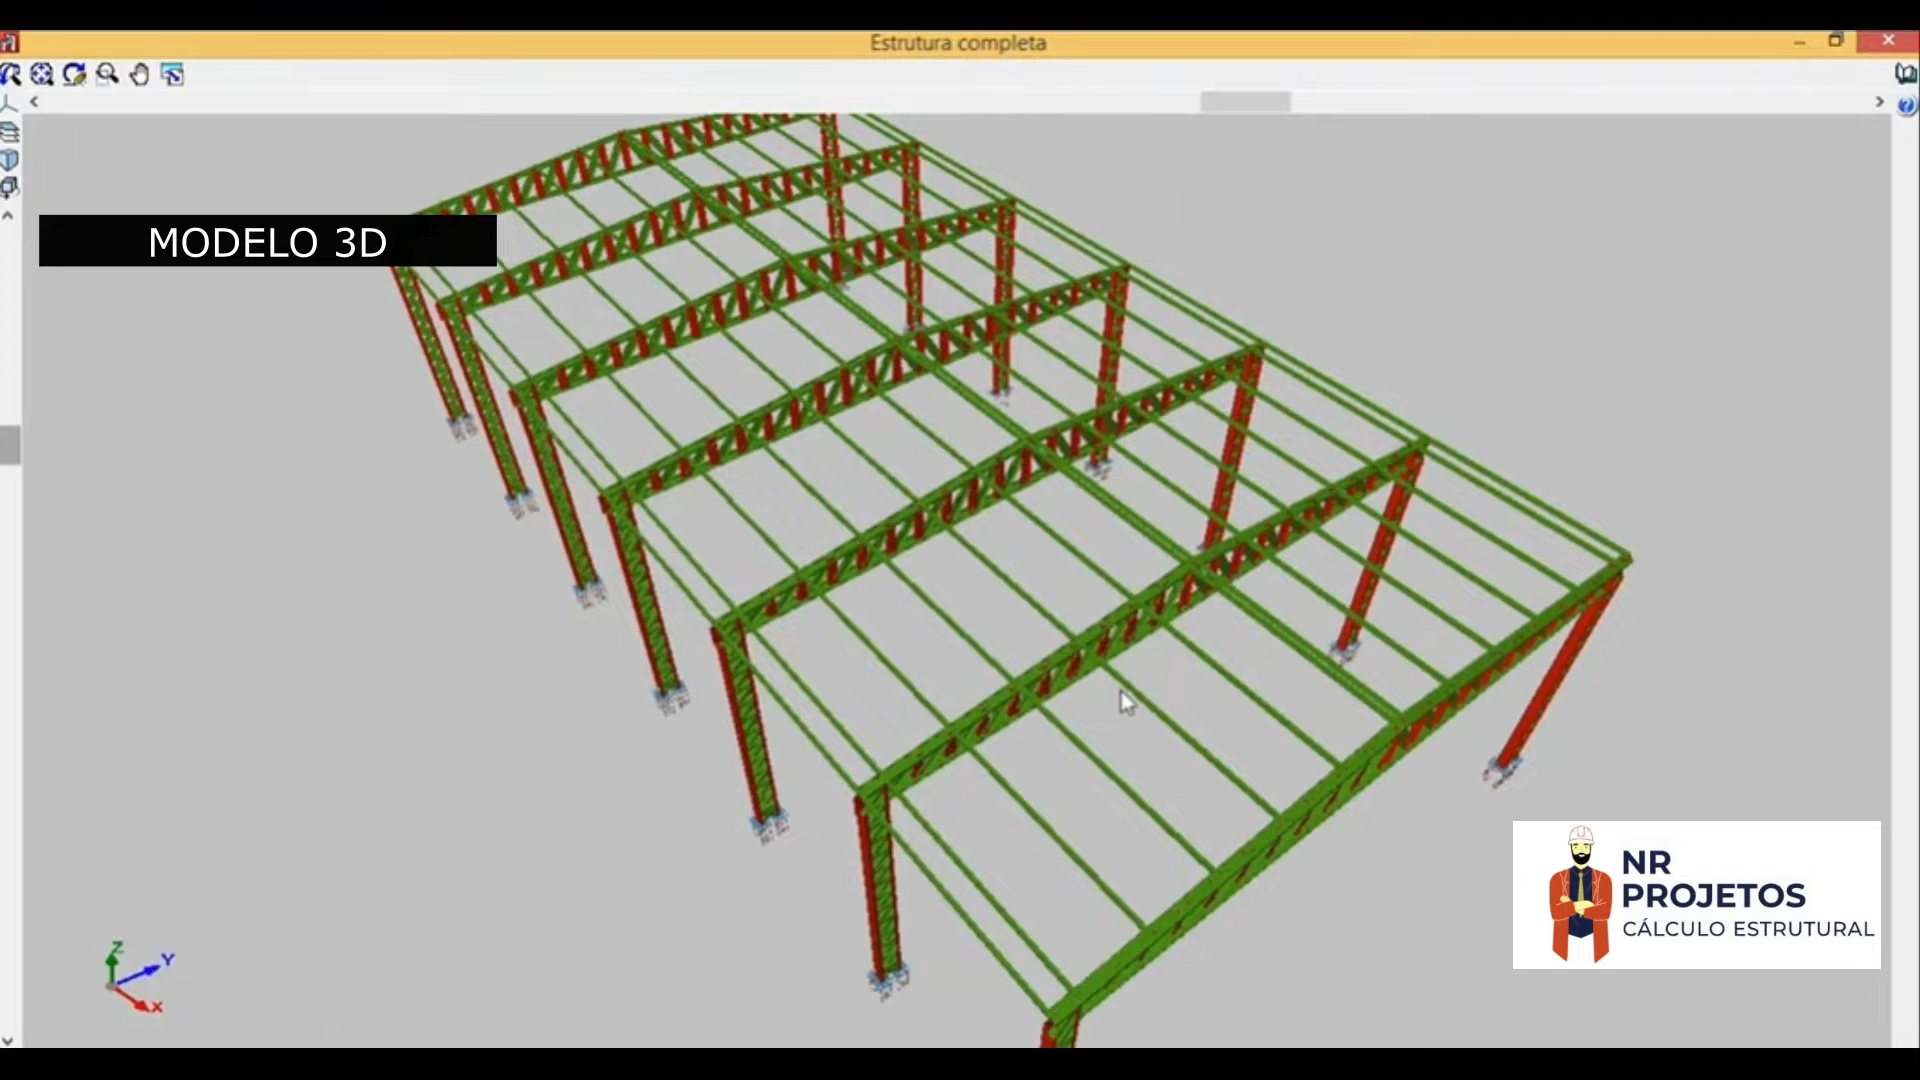 Estrutura completa
MODELO 3D
Z
Y
X
NR
PROJETOS
CÁLCULO ESTRUTURAL